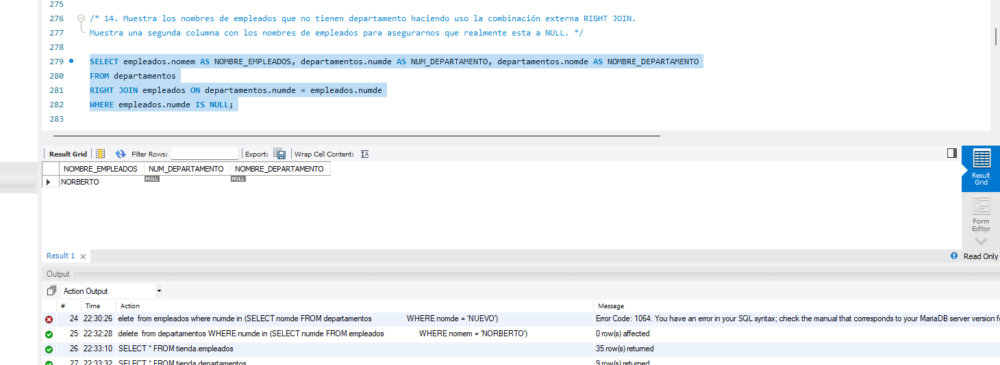 275
276 /* 14. Muestra los nombres de empleados que no tienen departamento haciendo uso la combinación externa RIGHT JOIN.
277 Muestra una segunda columna con los nombres de empleados para asegurarnos que realmente esta a NULL. */
278
279 SELECT empleados.nomem AS NOMBRE_EMPLEADOS, departamentos.numde AS NUM_DEPARTAMENTO, departamentos.nomde AS NOMBRE_DEPARTAMENTO
280 FROM departamentos
281 RIGHT JOIN empleados ON departamentos.numde = empleados.numde
282 WHERE empleados.numde IS NULL;
283
Result Grid Filter Rows: Export: Wrap Cell Content:
NOMBRE_EMPLEADOS NUM_DEPARTAMENTO NOMBRE_DEPARTAMENTO
NORBERTO NULL NULL
Result
Grid
Form
Editor
Result 1
Read Only
Output
Action Output
# Time Action Message
24 22:30:26 elete from empleados where numde in (SELECT nomde FROM departamentos WHERE nomde = 'NUEVO') Error Code: 1064. You have an error in your SQL syntax; check the manual that corresponds to your MariaDB server version fo
25 22:32:28 delete from departamentos WHERE numde in (SELECT numde FROM empleados WHERE nomem = 'NORBERTO') 0 row(s) affected
26 22:33:10 SELECT * FROM tienda.empleados 35 row(s) returned
27 22:33:32 SELECT * FROM tienda.departamentos 9 row(s) returned